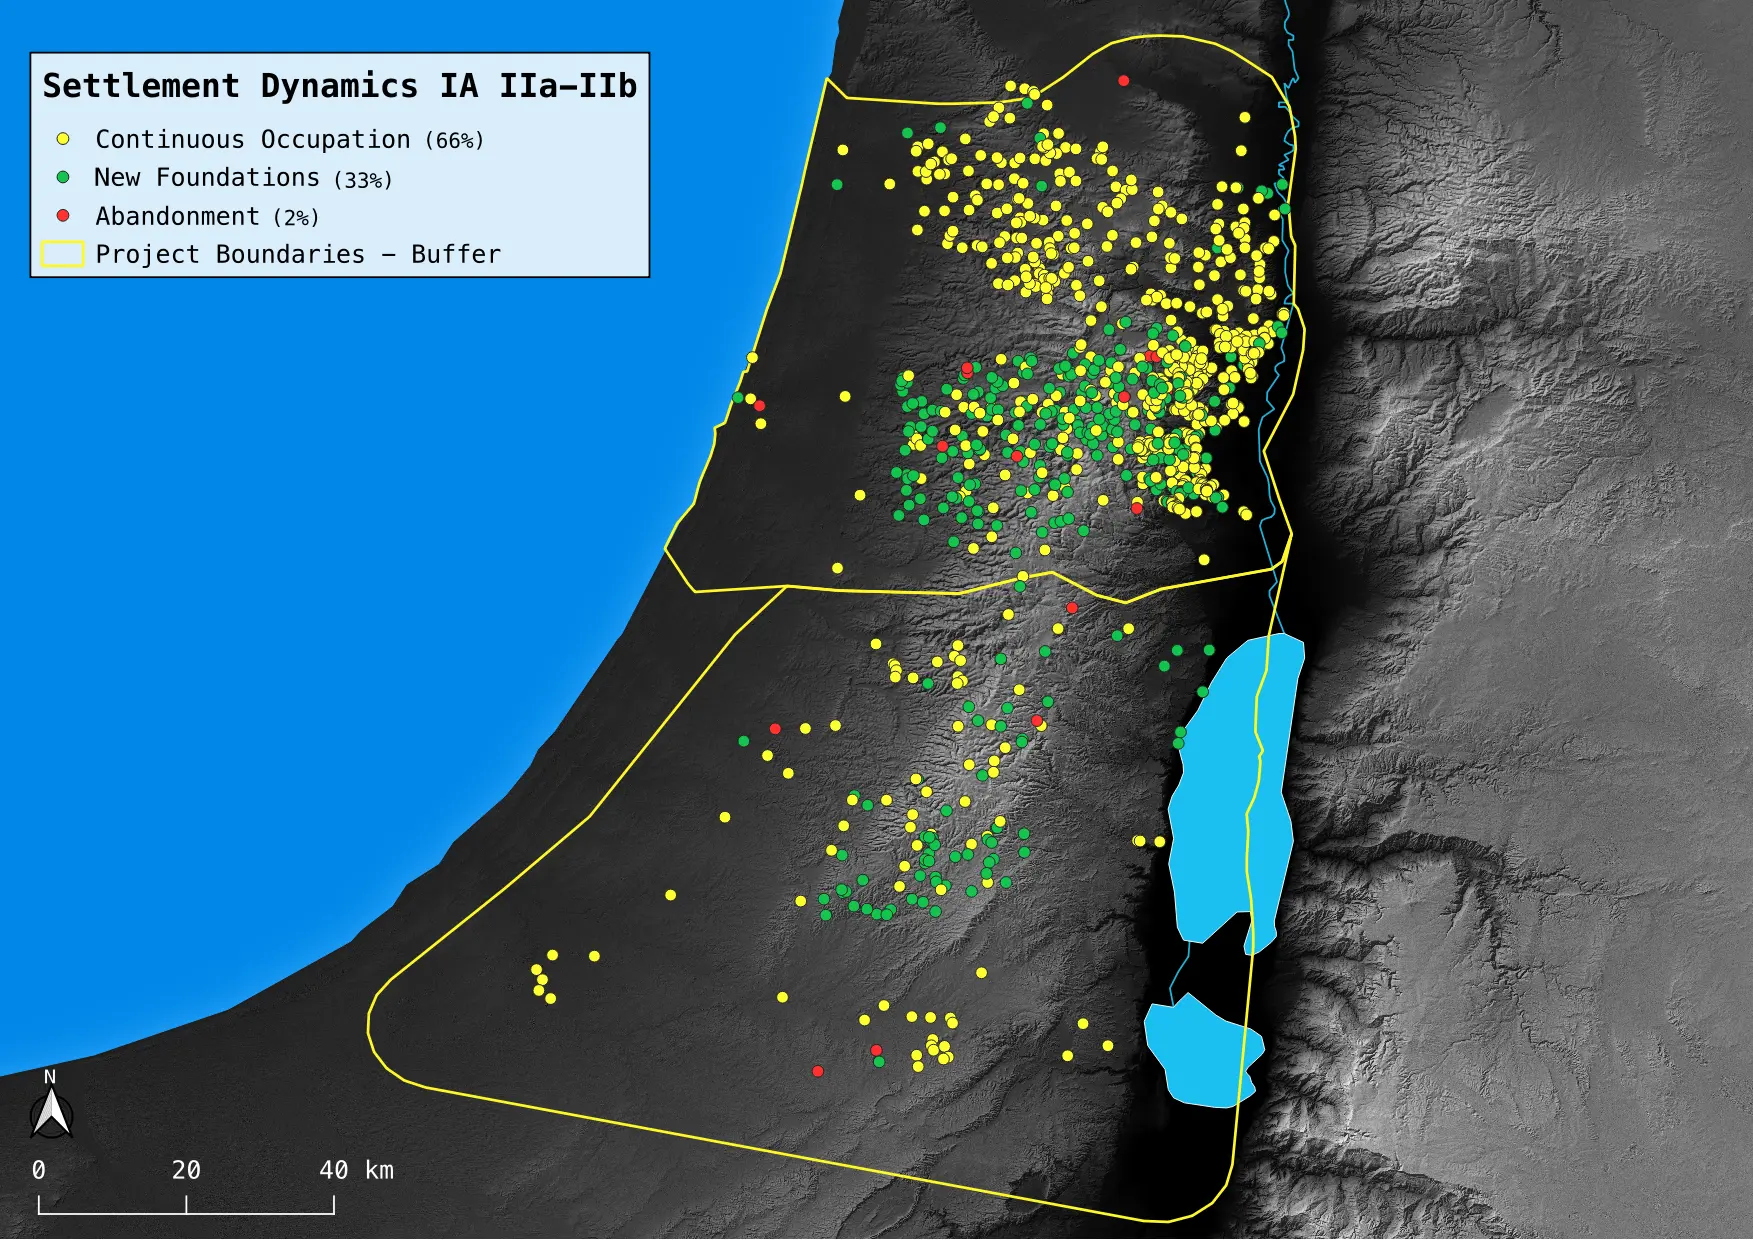 Settlement Dynamics IA IIa-IIb
Continuous Occupation (66%)
New Foundations (33%)
Abandonment (2%)
Project Boundaries - Buffer
N
0 20 40 km